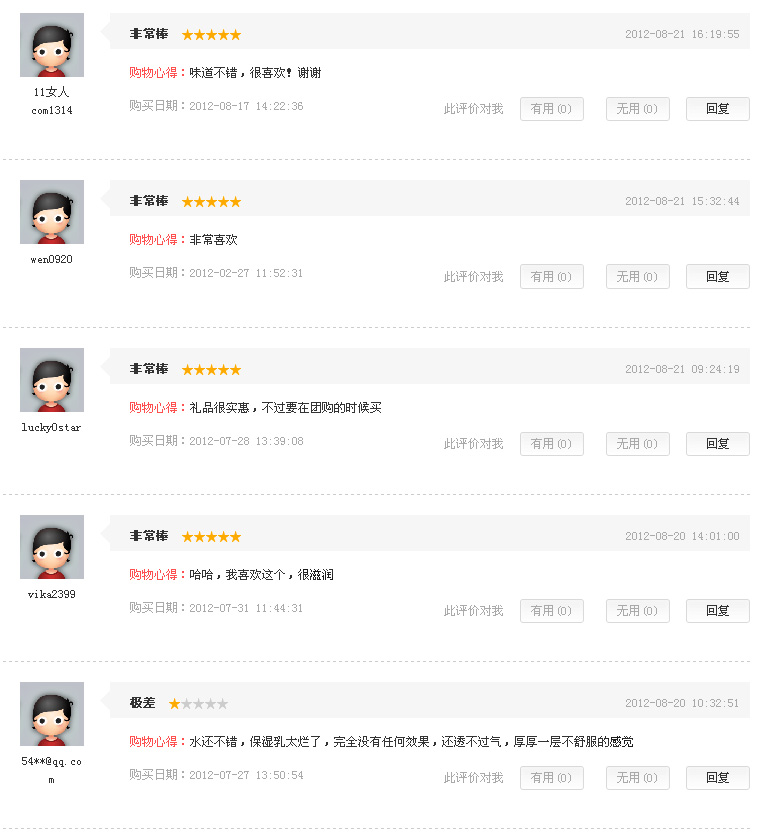 非常棒 2012-08-21 16:19:55
购物心得：味道不错，很喜欢！谢谢
11女人
com1314
购买日期：2012-08-17 14:22:36 此评价对我 有用(0) 无用(0) 回复
非常棒 2012-08-21 15:32:44
购物心得：非常喜欢
wen0920
购买日期：2012-02-27 11:52:31 此评价对我 有用(0) 无用(0) 回复
非常棒 2012-08-21 09:24:19
购物心得：礼品很实惠，不过要在团购的时候买
lucky0star
购买日期：2012-07-28 13:39:08 此评价对我 有用(0) 无用(0) 回复
非常棒 2012-08-20 14:01:00
购物心得：哈哈，我喜欢这个，很滋润
vika2399
购买日期：2012-07-31 11:44:31 此评价对我 有用(0) 无用(0) 回复
极差 2012-08-20 10:32:51
购物心得：水还不错，保湿乳太烂了，完全没有任何效果，还透不过气，厚厚一层不舒服的感觉
54**@qq.co
m
购买日期：2012-07-27 13:50:54 此评价对我 有用(0) 无用(0) 回复